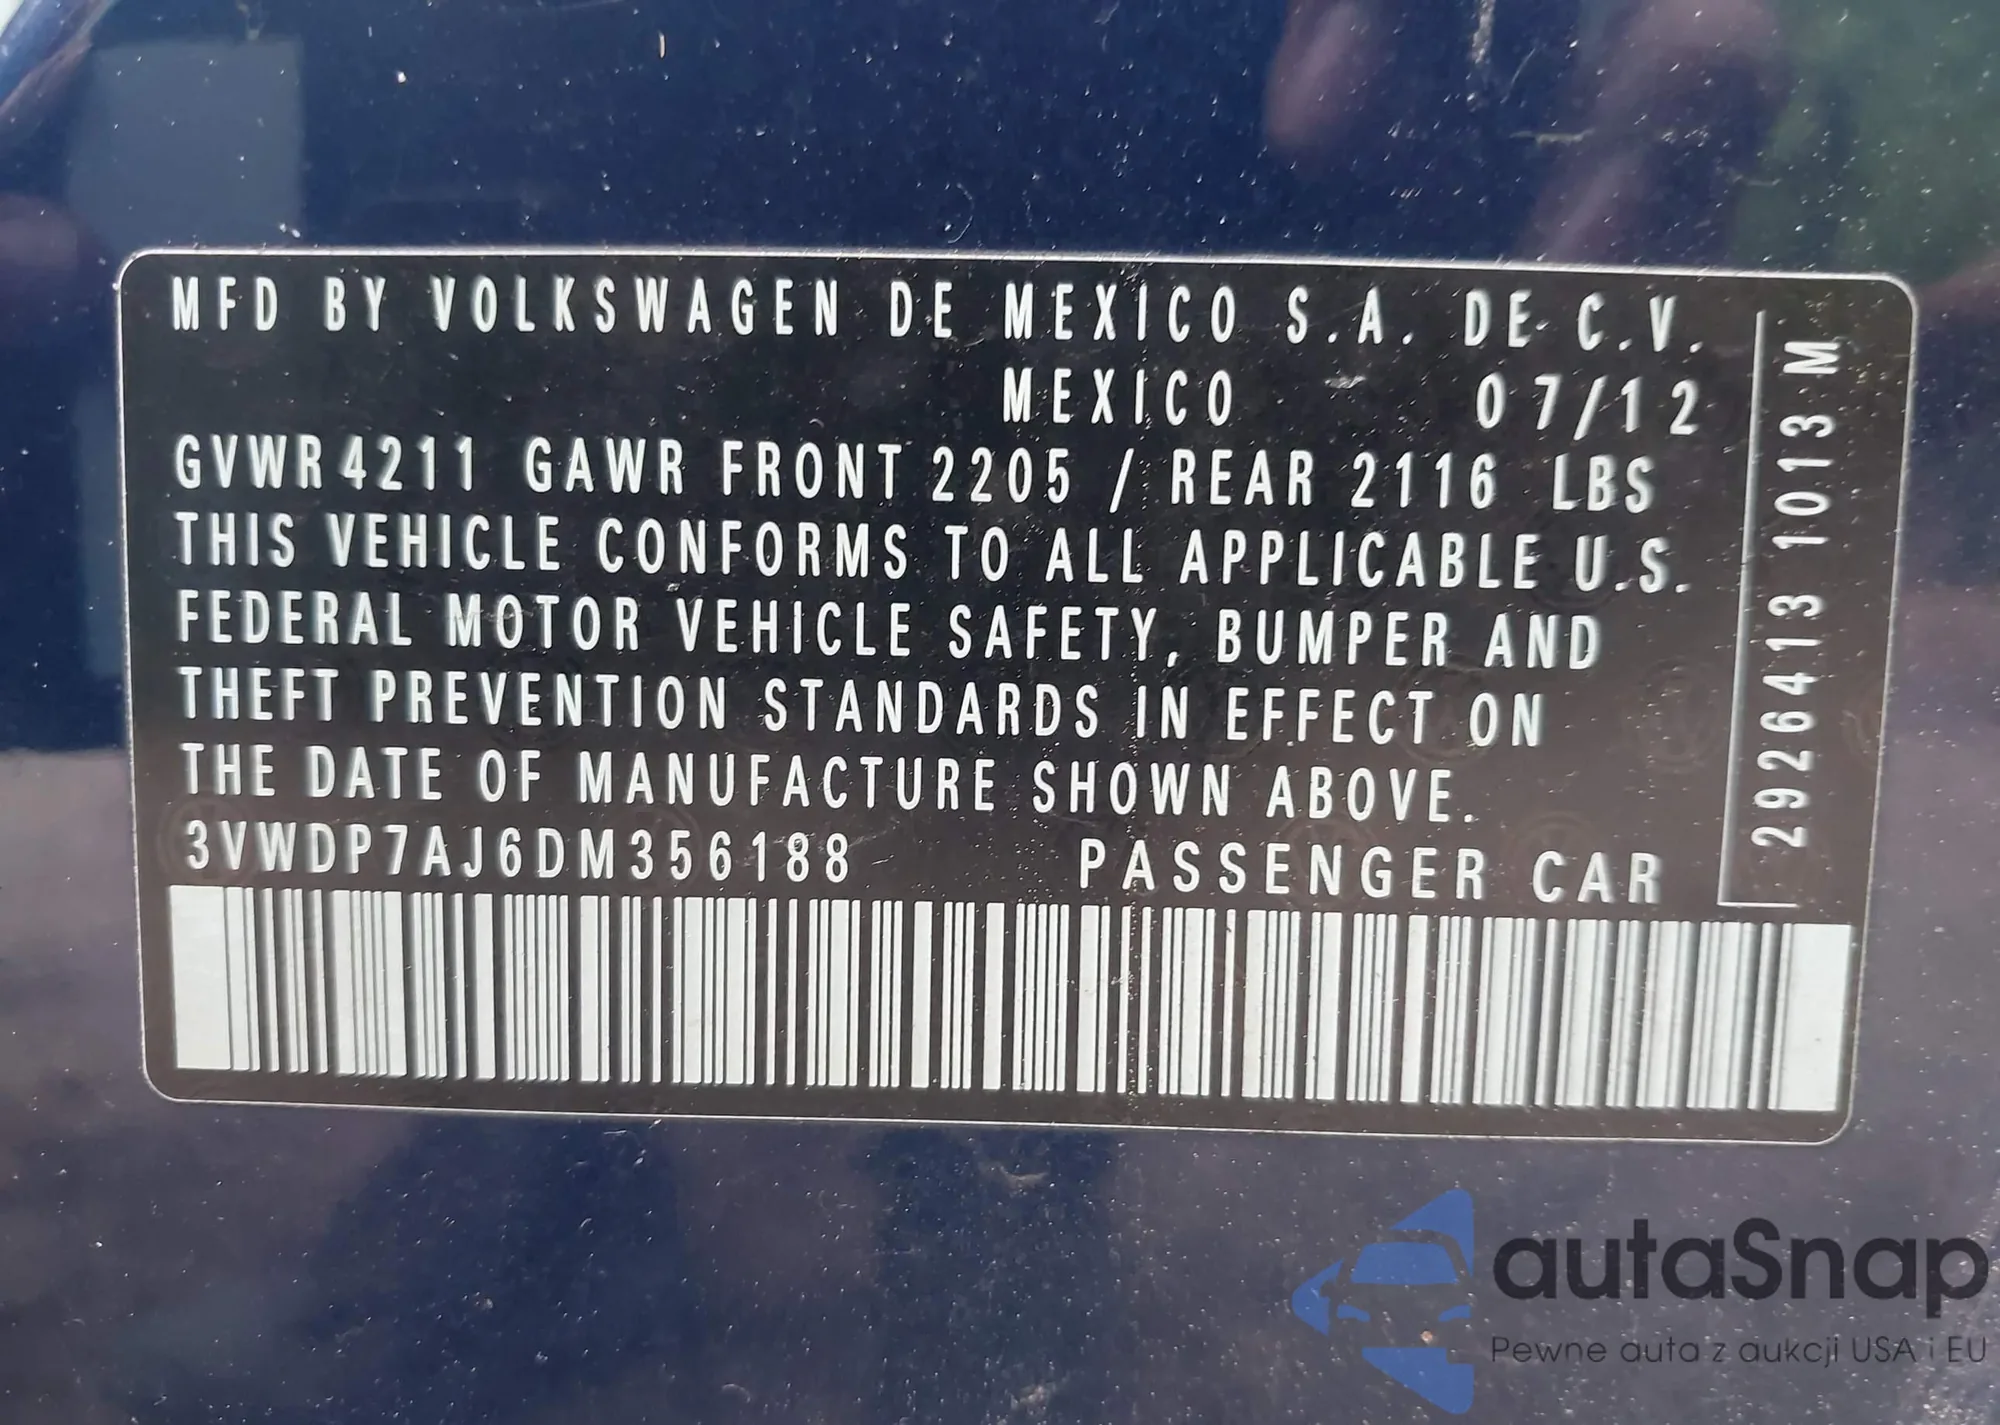 MFD BY VOLKSWAGEN DE MEXICO S.A. DE C.V.
MEXICO 07/12
GVWR 4211 GAWR FRONT 2205 / REAR 2116 LBS
THIS VEHICLE CONFORMS TO ALL APPLICABLE U.S.
FEDERAL MOTOR VEHICLE SAFETY, BUMPER AND
THEFT PREVENTION STANDARDS IN EFFECT ON
THE DATE OF MANUFACTURE SHOWN ABOVE.
3VWDP7AJ6DM356188 PASSENGER CAR
2926413 1013 M
autaSnap
Pewne auta z aukcji USA i EU